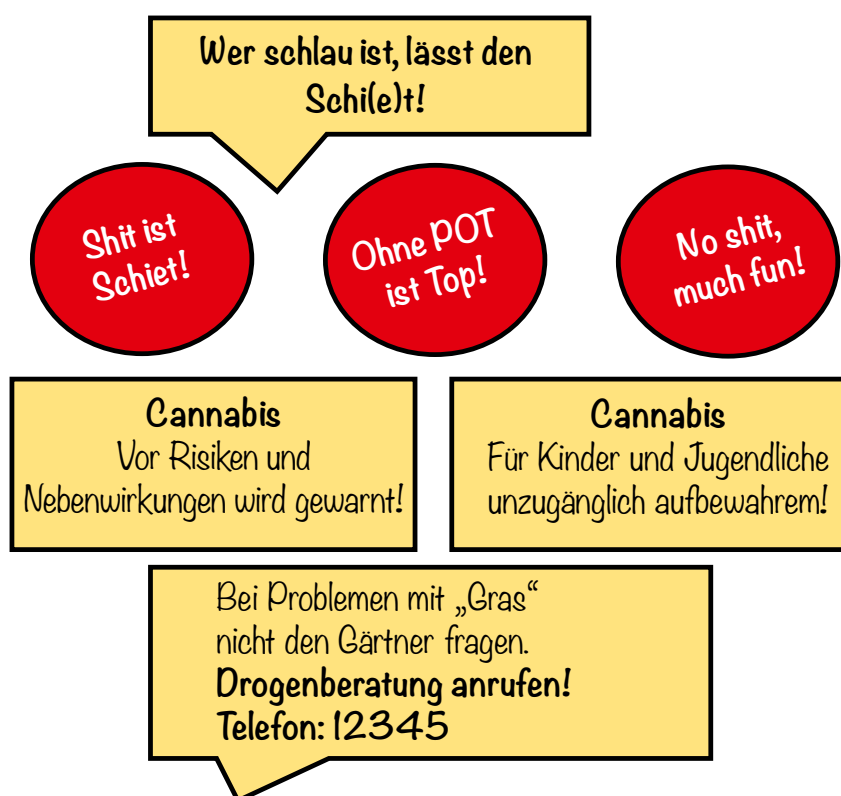 Wer schlau ist, lässt den
Schi(e)t!
Shit ist
Schiet!
Ohne POT
ist Top!
No shit,
much fun!
Cannabis
Vor Risiken und
Nebenwirkungen wird gewarnt!
Cannabis
Für Kinder und Jugendliche
unzugänglich aufbewahrem!
Bei Problemen mit „Gras“
nicht den Gärtner fragen.
Drogenberatung anrufen!
Telefon: 12345